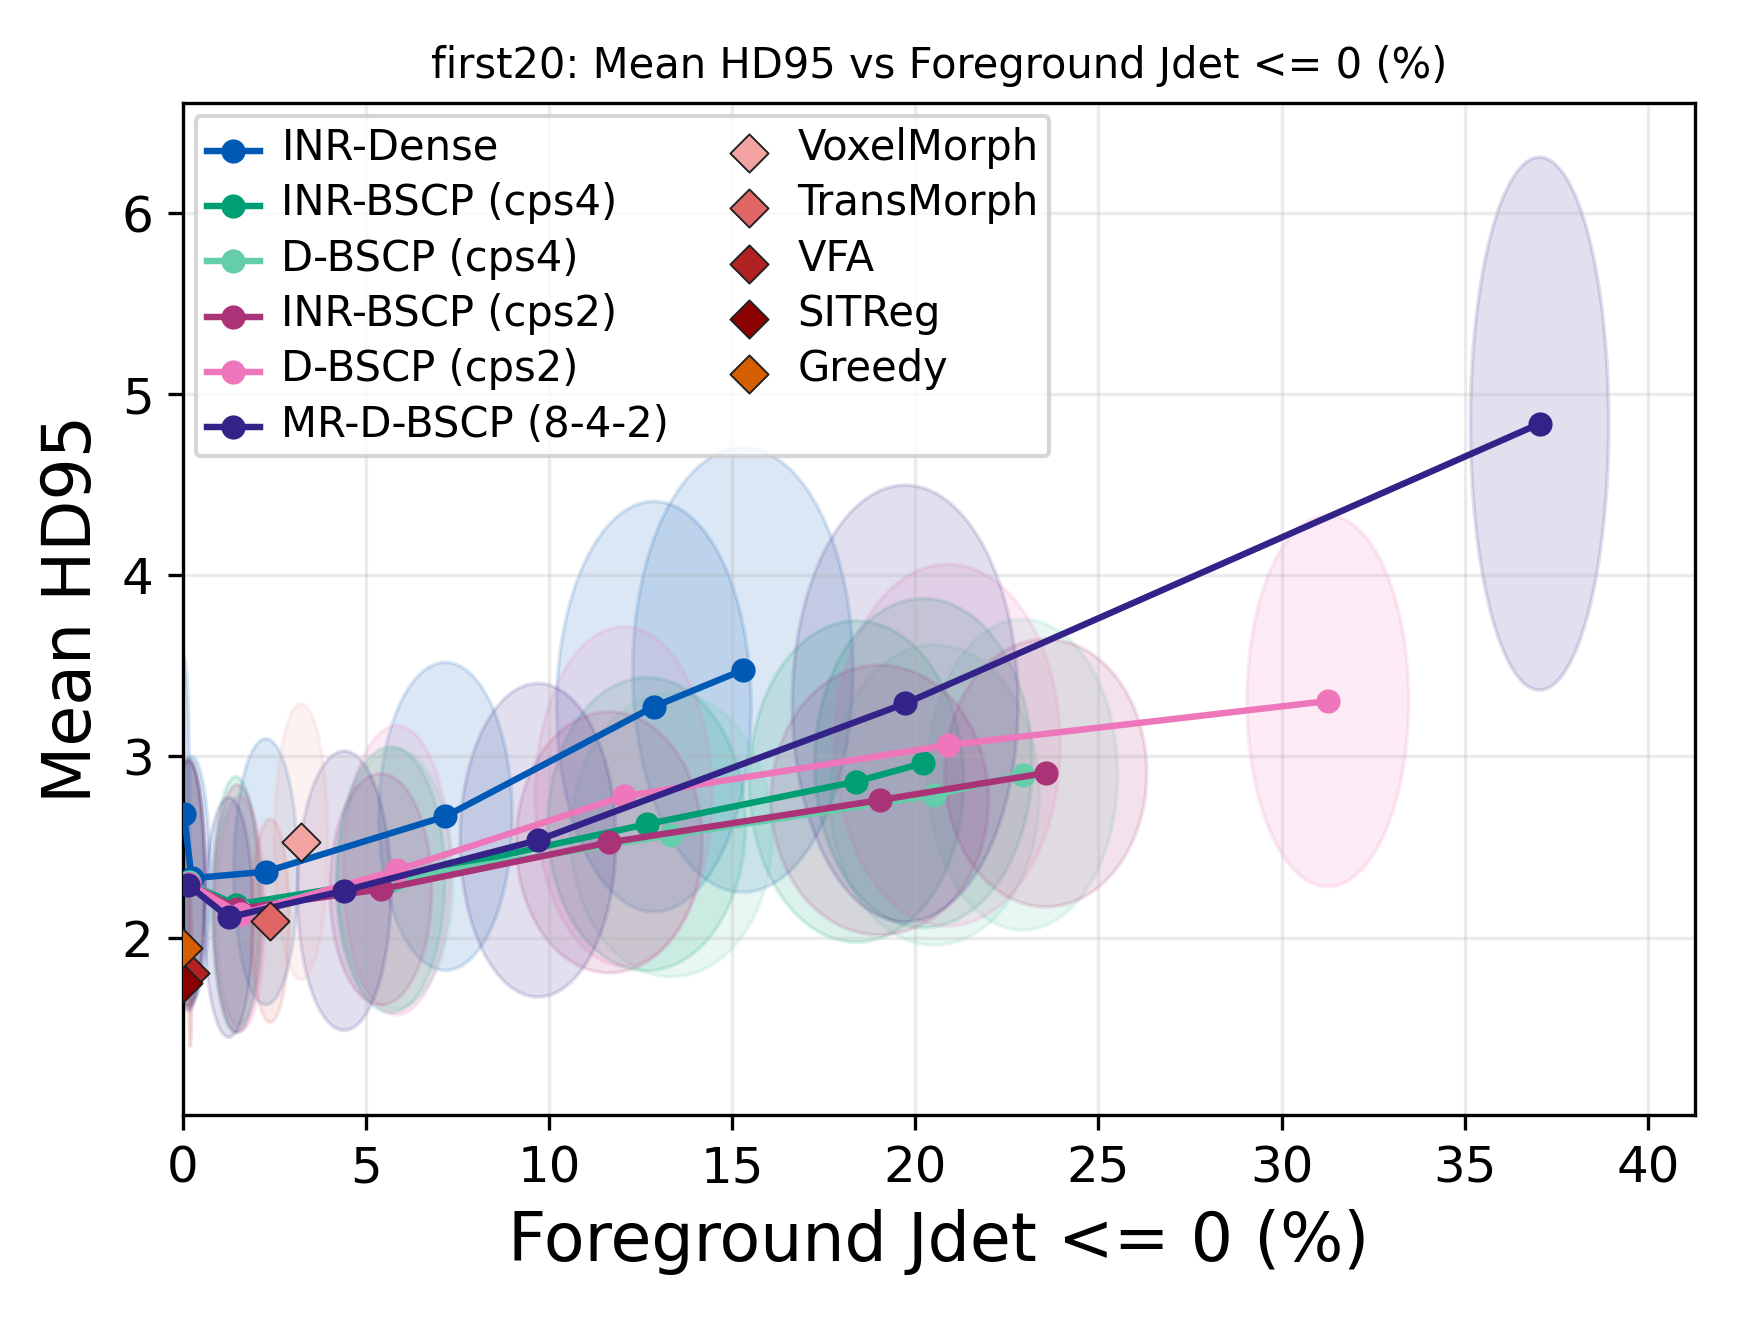 first20: Mean HD95 vs Foreground Jdet <= 0 (%)
INR-Dense
INR-BSCP (cps4)
D-BSCP (cps4)
INR-BSCP (cps2)
D-BSCP (cps2)
MR-D-BSCP (8-4-2)
VoxelMorph
TransMorph
VFA
SITReg
Greedy
Mean HD95
6
5
4
3
2
0 5 10 15 20 25 30 35 40
Foreground Jdet <= 0 (%)